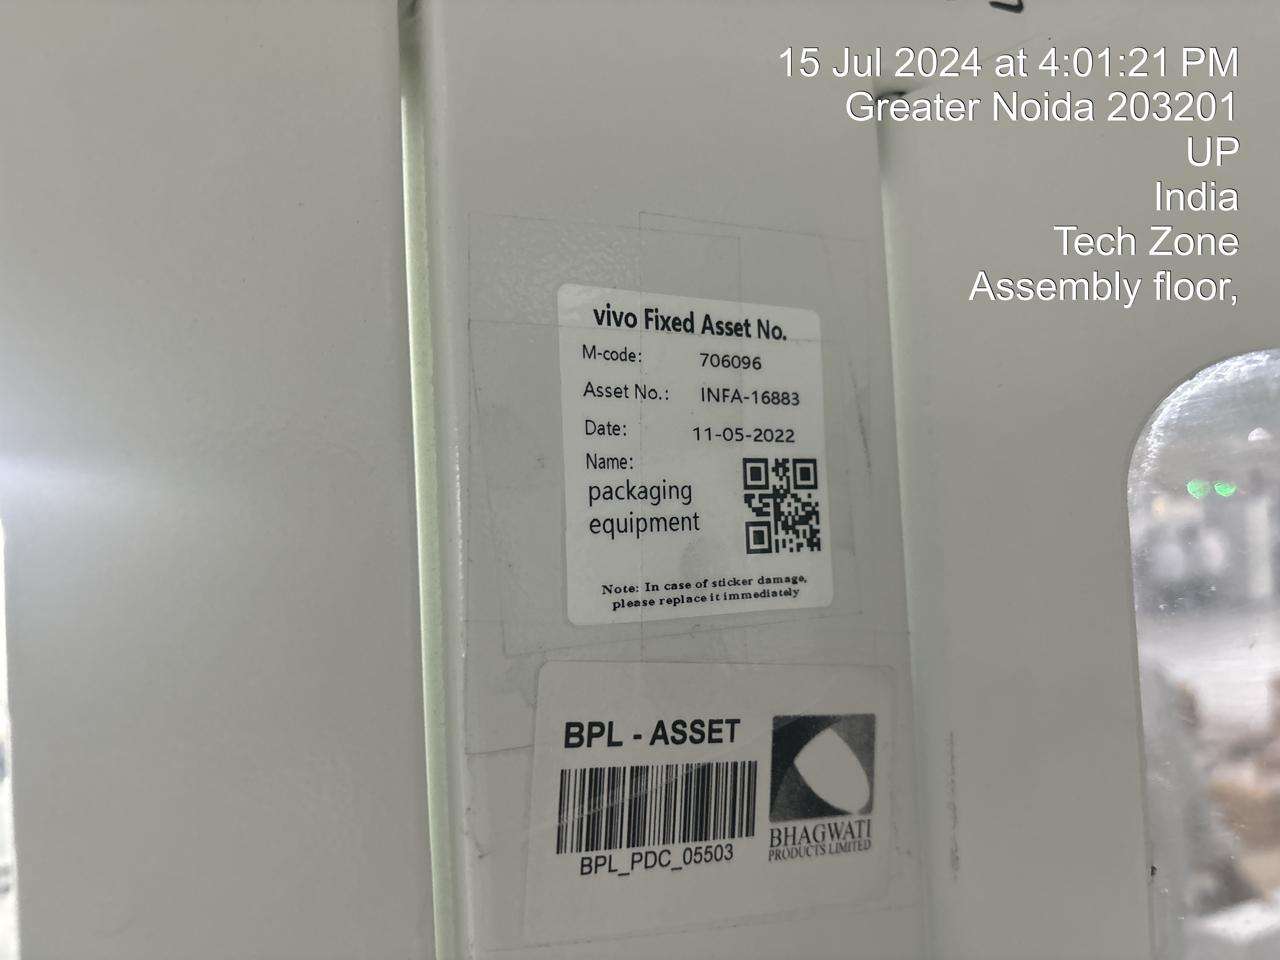 15 Jul 2024 at 4:01:21 PM
Greater Noida 203201
UP
India
Tech Zone
Assembly floor,
vivo Fixed Asset No.
M-code: 706096
Asset No.: INFA-16883
Date: 11-05-2022
Name:
packaging
equipment
Note: In case of sticker damage,
please replace it immediately
BPL - ASSET
BPL_PDC_05503
BHAGWATI
PRODUCTS LIMITED